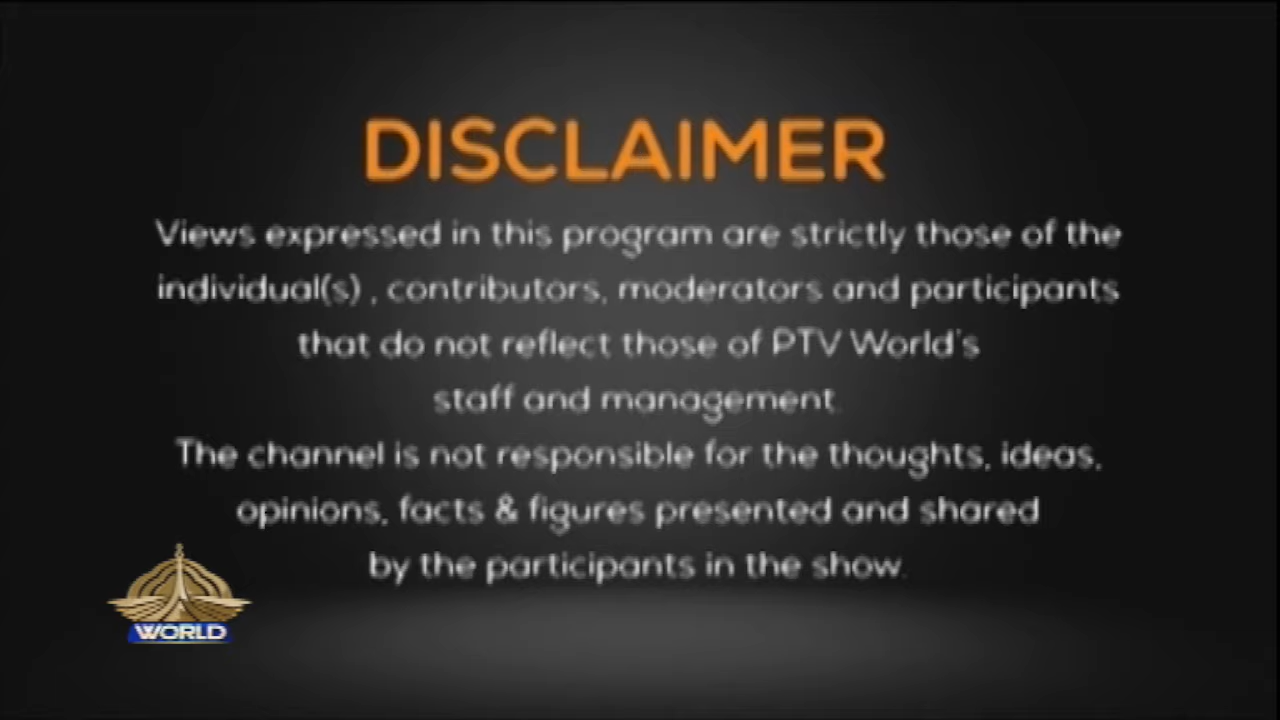 DISCLAIMER
Views expressed in this program are strictly those of the
individual(s) , contributors, moderators and participants
that do not reflect those of PTV World's
staff and management.
The channel is not responsible for the thoughts, ideas,
opinions, facts & figures presented and shared
by the participants in the show.
WORLD